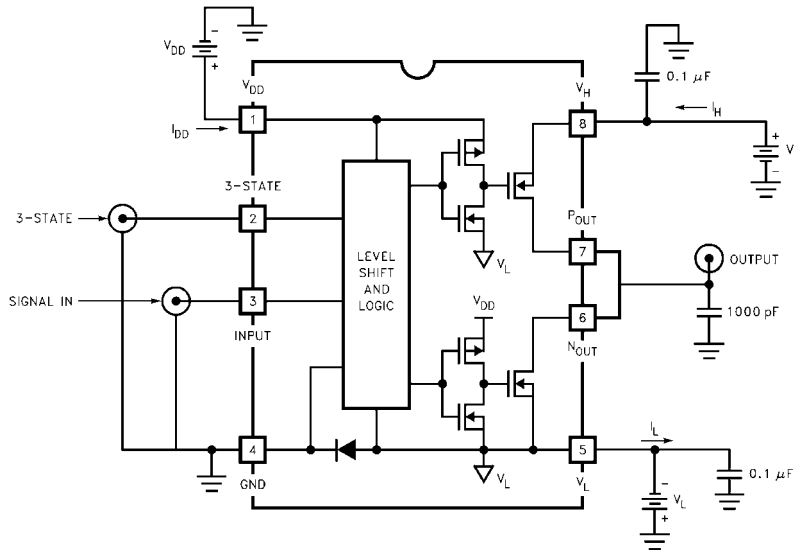 V_DD
-
+
V_DD
I_DD
1
3-STATE
3-STATE
2
SIGNAL IN
3
INPUT
4
GND
LEVEL
SHIFT
AND
LOGIC
V_L
V_DD
V_L
V_H
8
0.1 μF
I_H
+
V
-
P_OUT
7
OUTPUT
6
N_OUT
1000 pF
5
V_L
I_L
-
V_L
+
0.1 μF